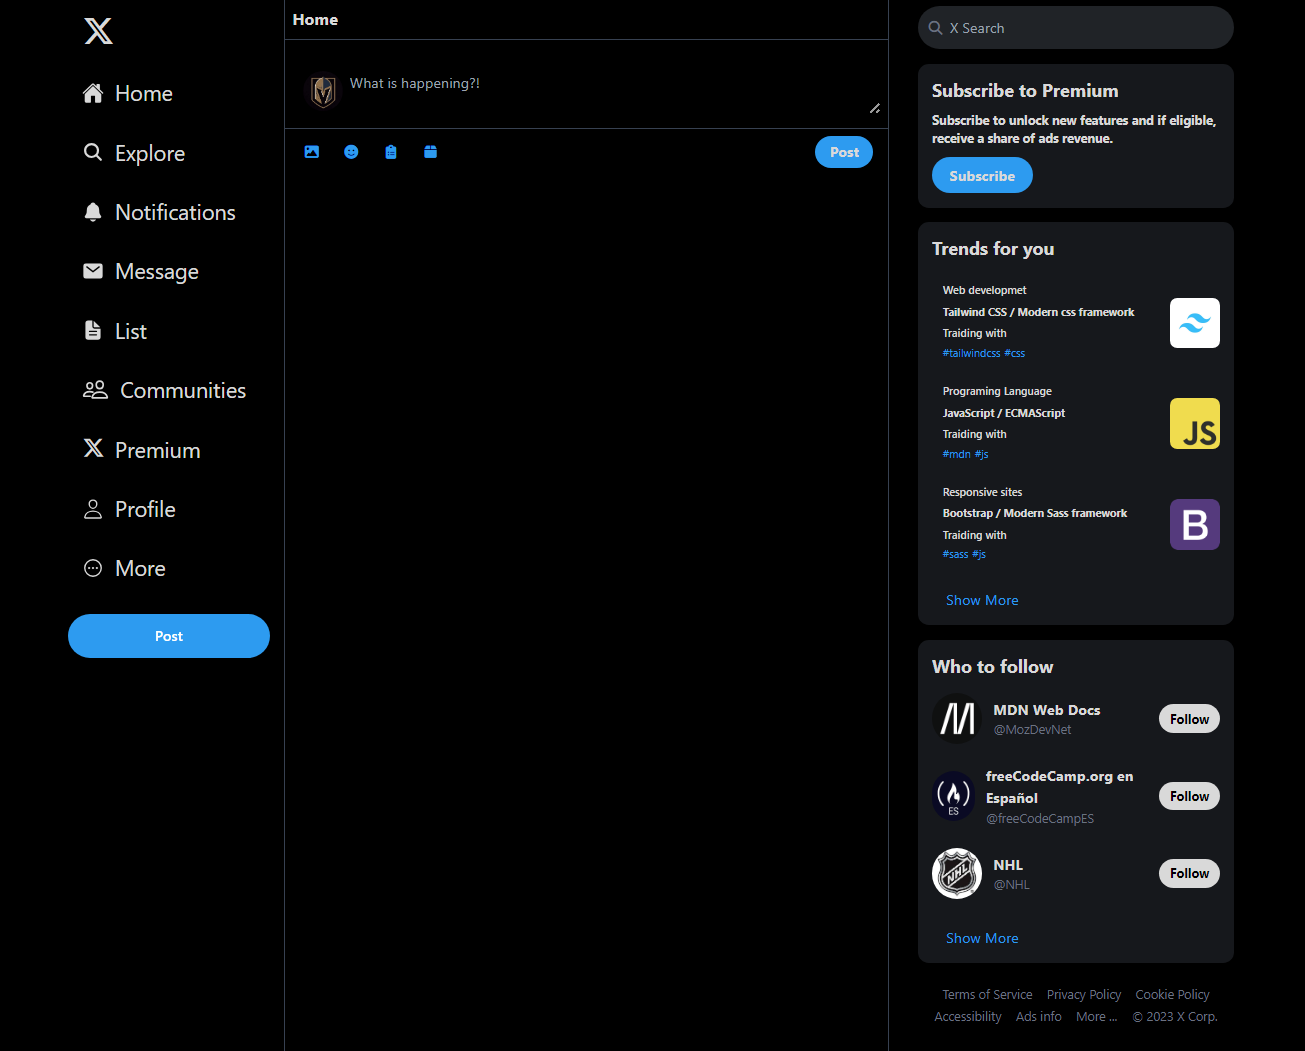 Home
Explore
Notifications
Message
List
Communities
Premium
Profile
More
Post
Home
What is happening?!
Post
X Search
Subscribe to Premium
Subscribe to unlock new features and if eligible,
receive a share of ads revenue.
Subscribe
Trends for you
Web developmet
Tailwind CSS / Modern css framework
Traiding with
#tailwindcss #css
Programing Language
JavaScript / ECMAScript
Traiding with
#mdn #js
JS
Responsive sites
Bootstrap / Modern Sass framework
Traiding with
#sass #js
B
Show More
Who to follow
MDN Web Docs
@MozDevNet
Follow
freeCodeCamp.org en
Español
@freeCodeCampES
ES
Follow
NHL
NHL
@NHL
Follow
Show More
Terms of Service Privacy Policy Cookie Policy
Accessibility Ads info More ... © 2023 X Corp.